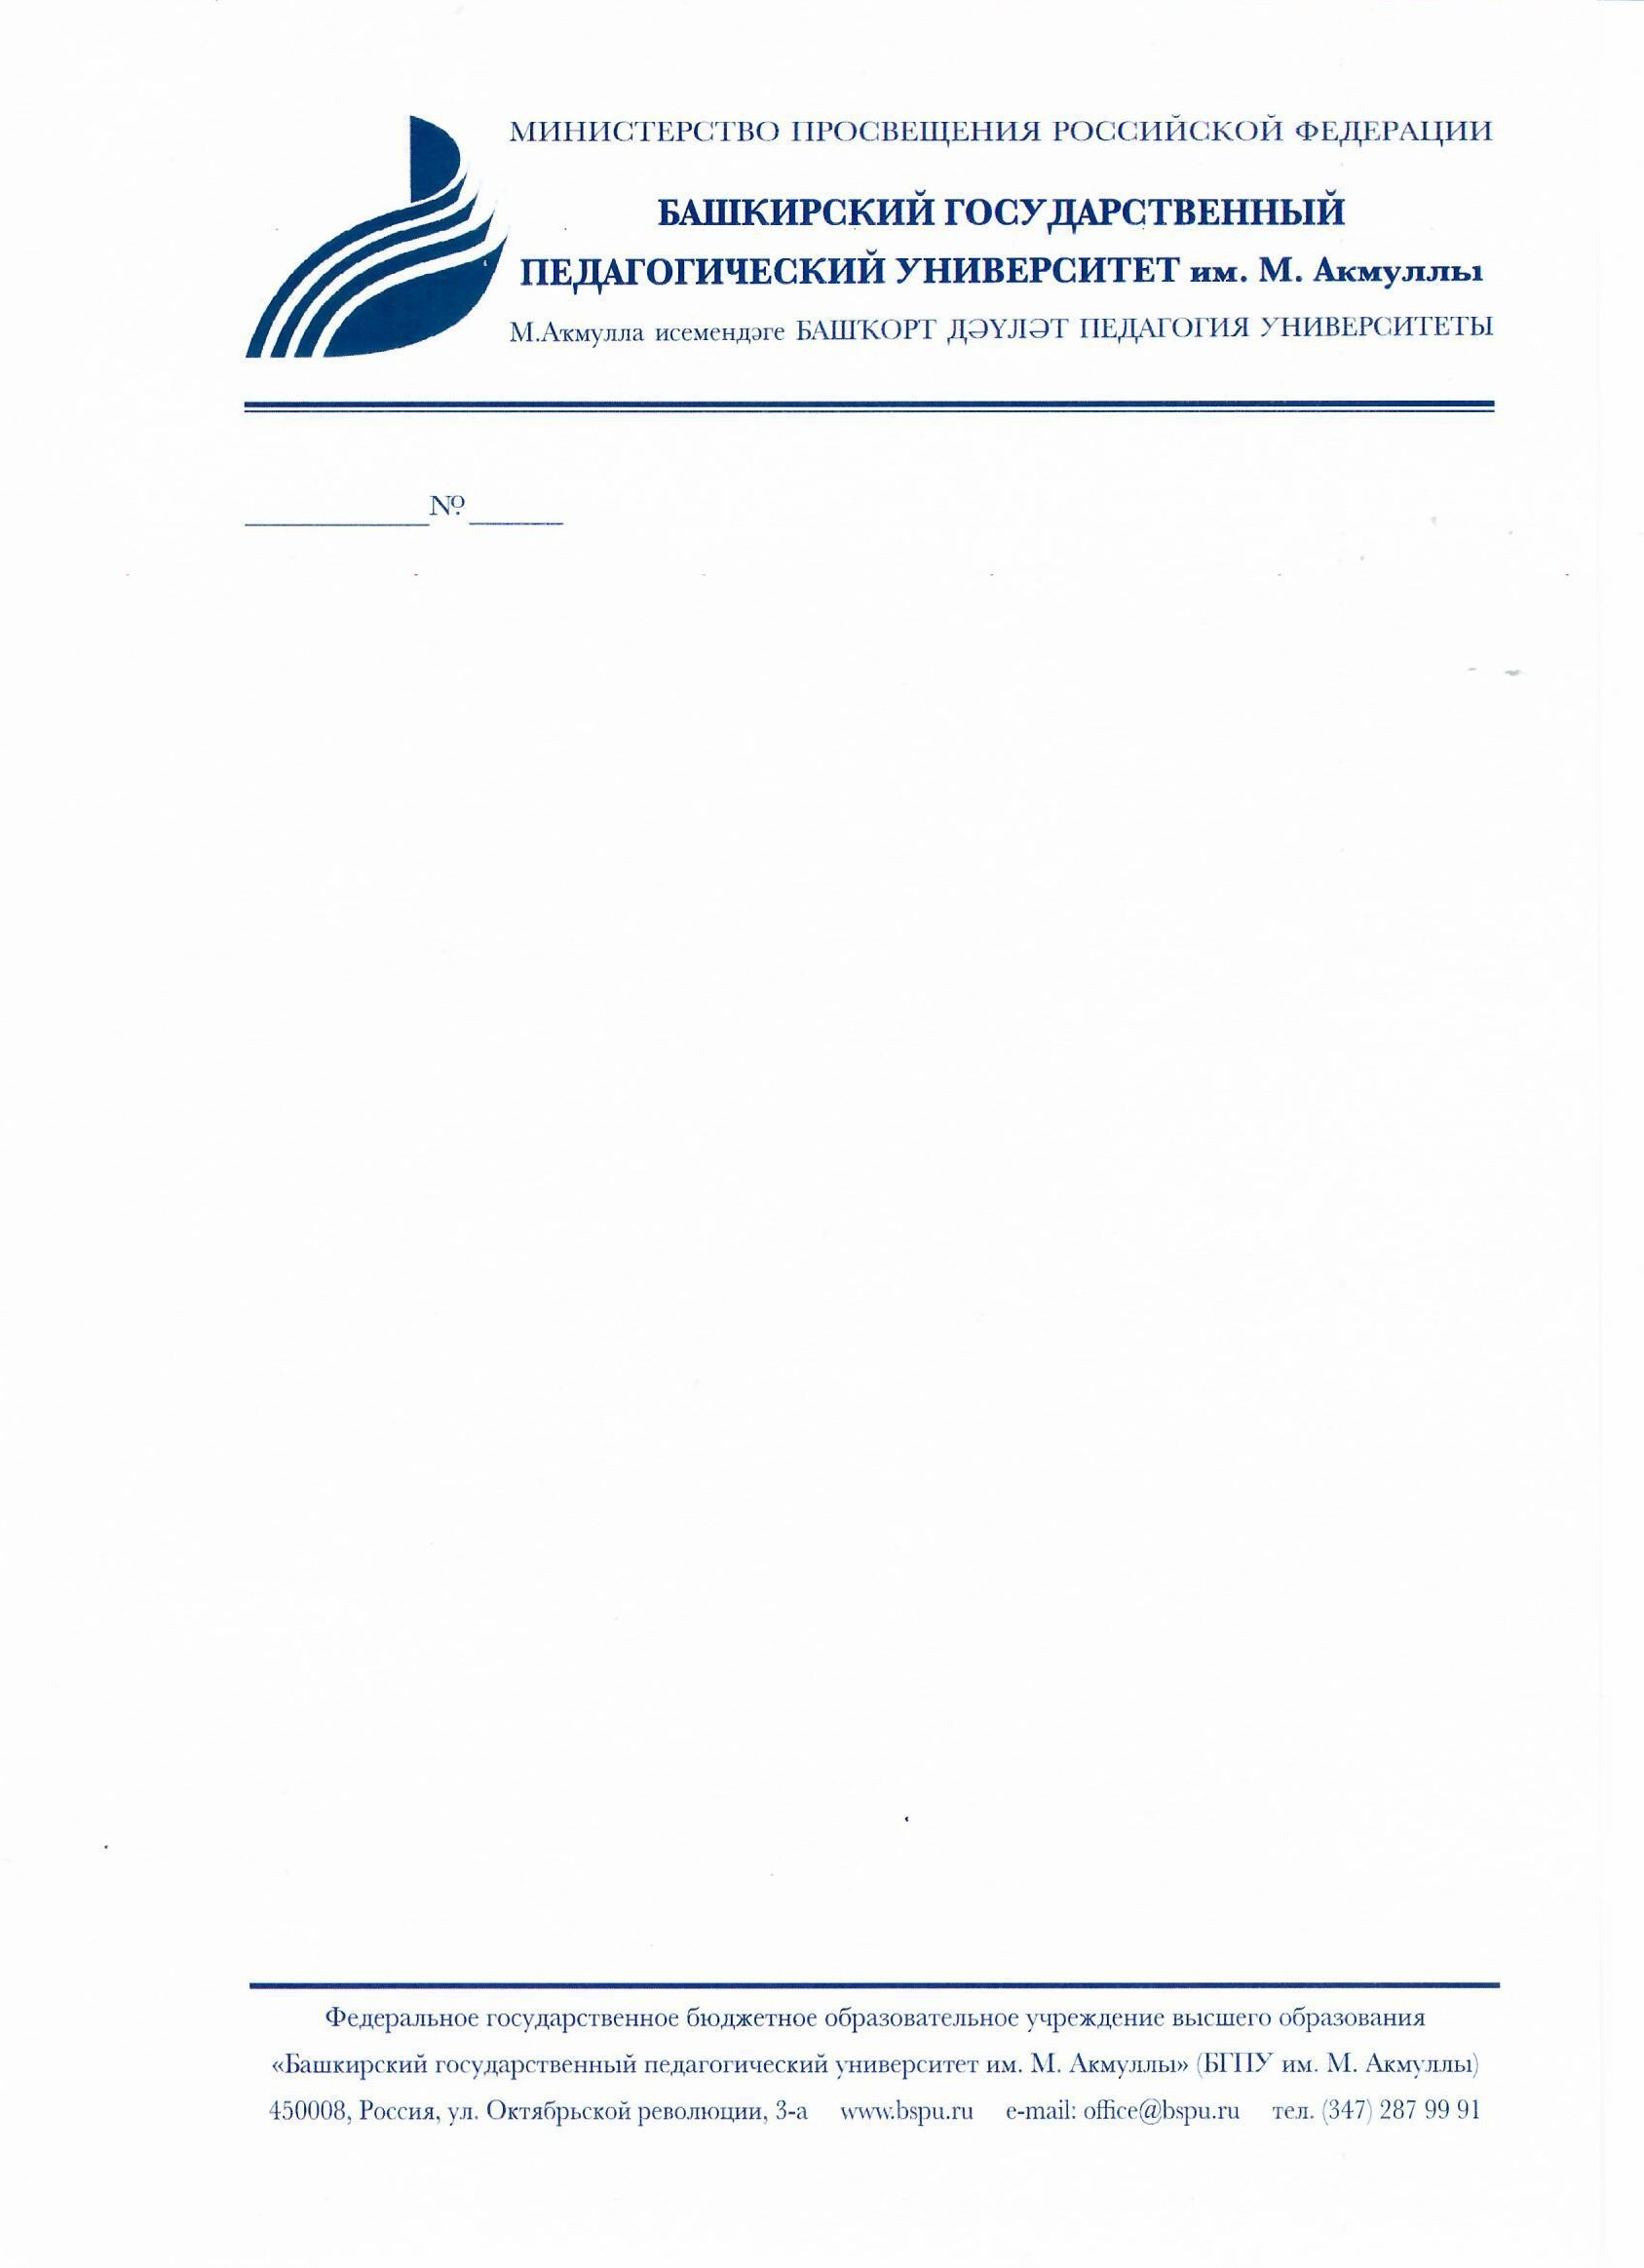 МИНИСТЕРСТВО ПРОСВЕЩЕНИЯ РОССИЙСКОЙ ФЕДЕРАЦИИ
БАШКИРСКИЙ ГОСУДАРСТВЕННЫЙ
ПЕДАГОГИЧЕСКИЙ УНИВЕРСИТЕТ им. М. Акмуллы
М.Аҡмулла исемендәге БАШҠОРТ ДӘҮЛӘТ ПЕДАГОГИЯ УНИВЕРСИТЕТЫ
____________№______
Федеральное государственное бюджетное образовательное учреждение высшего образования
«Башкирский государственный педагогический университет им. М. Акмуллы» (БГПУ им. М. Акмуллы)
450008, Россия, ул. Октябрьской революции, 3-а www.bspu.ru e-mail: office@bspu.ru тел. (347) 287 99 91